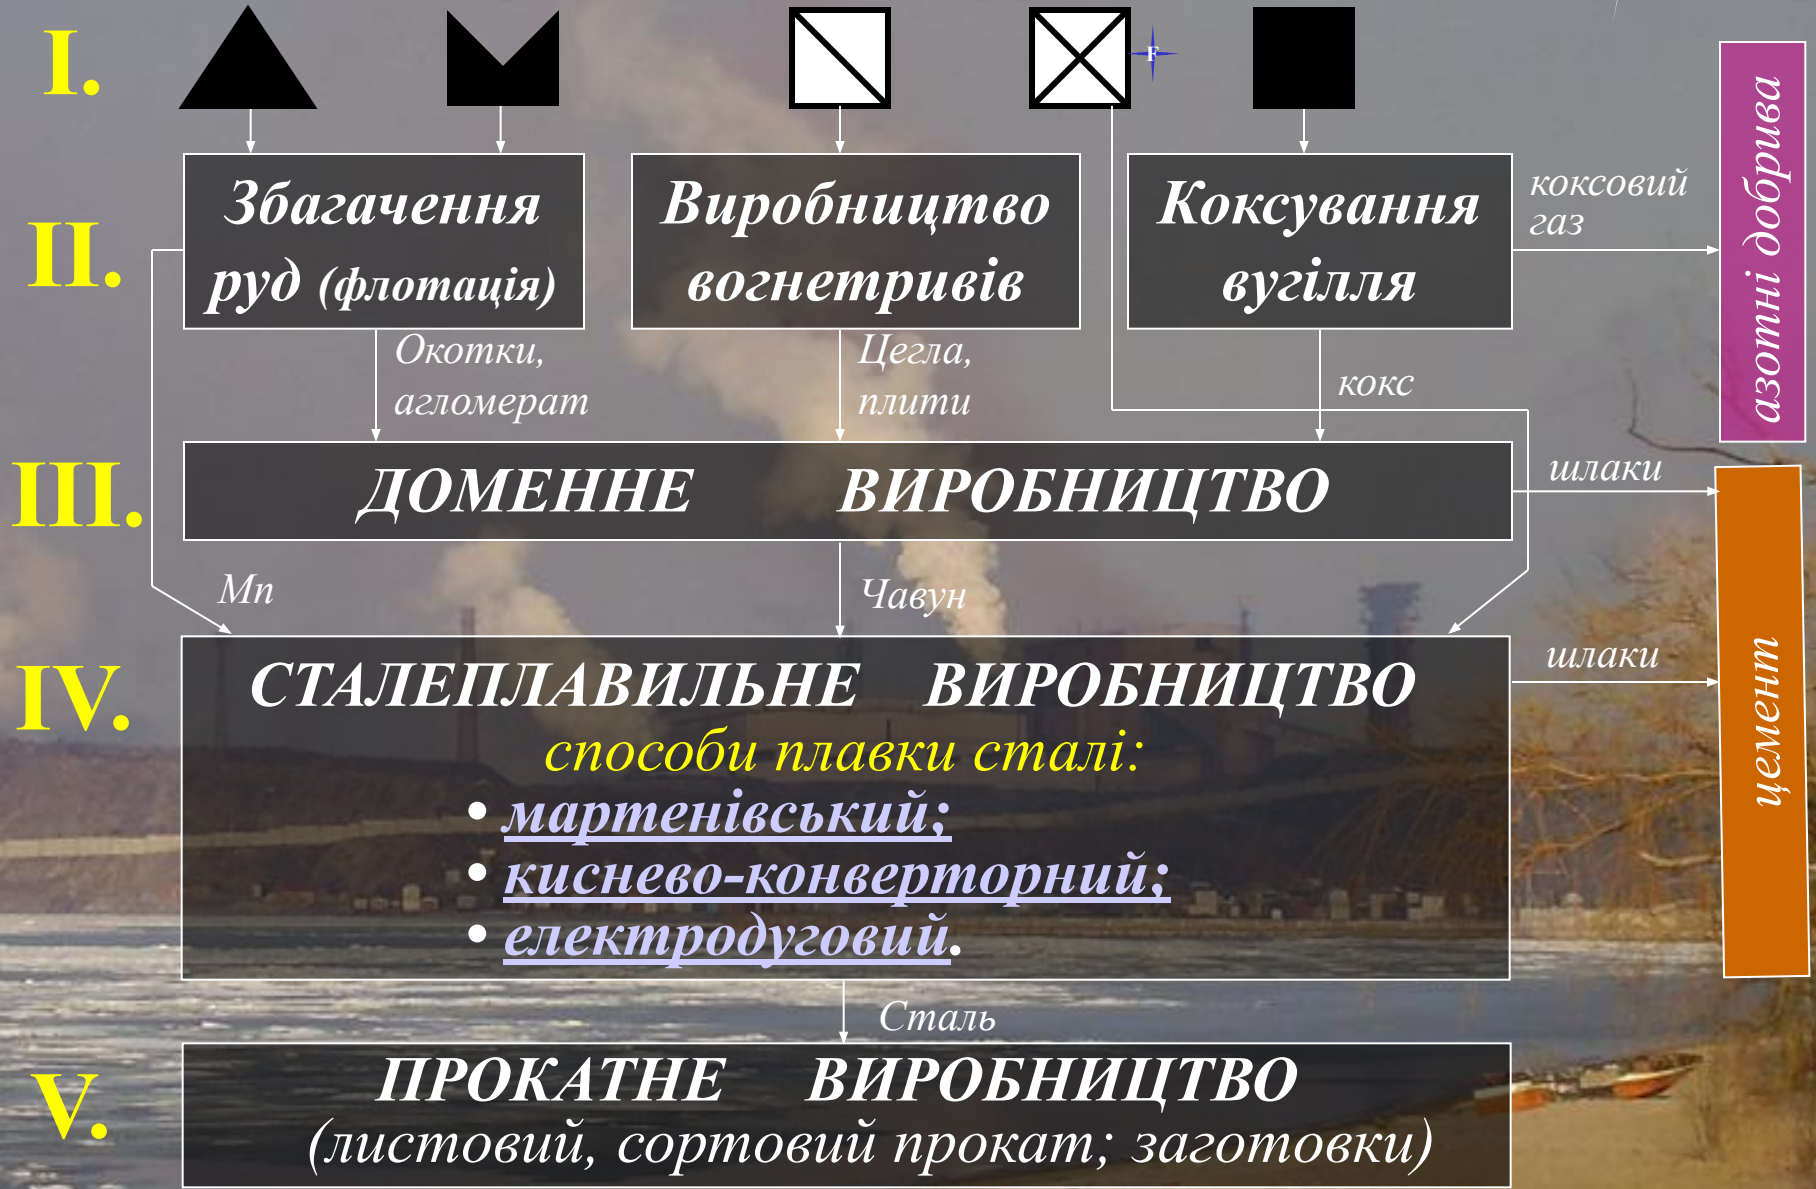 I.
F
II.
Збагачення
руд (флотація)
Виробництво
вогнетривів
Коксування
вугілля
коксовий
газ
азотні добрива
Окотки,
агломерат
Цегла,
плити
кокс
III.
ДОМЕННЕ ВИРОБНИЦТВО
шлаки
Мп
Чавун
IV.
СТАЛЕПЛАВИЛЬНЕ ВИРОБНИЦТВО
способи плавки сталі:
• мартенівський;
• киснево-конверторний;
• електродуговий.
шлаки
цемент
Сталь
V.
ПРОКАТНЕ ВИРОБНИЦТВО
(листовий, сортовий прокат; заготовки)